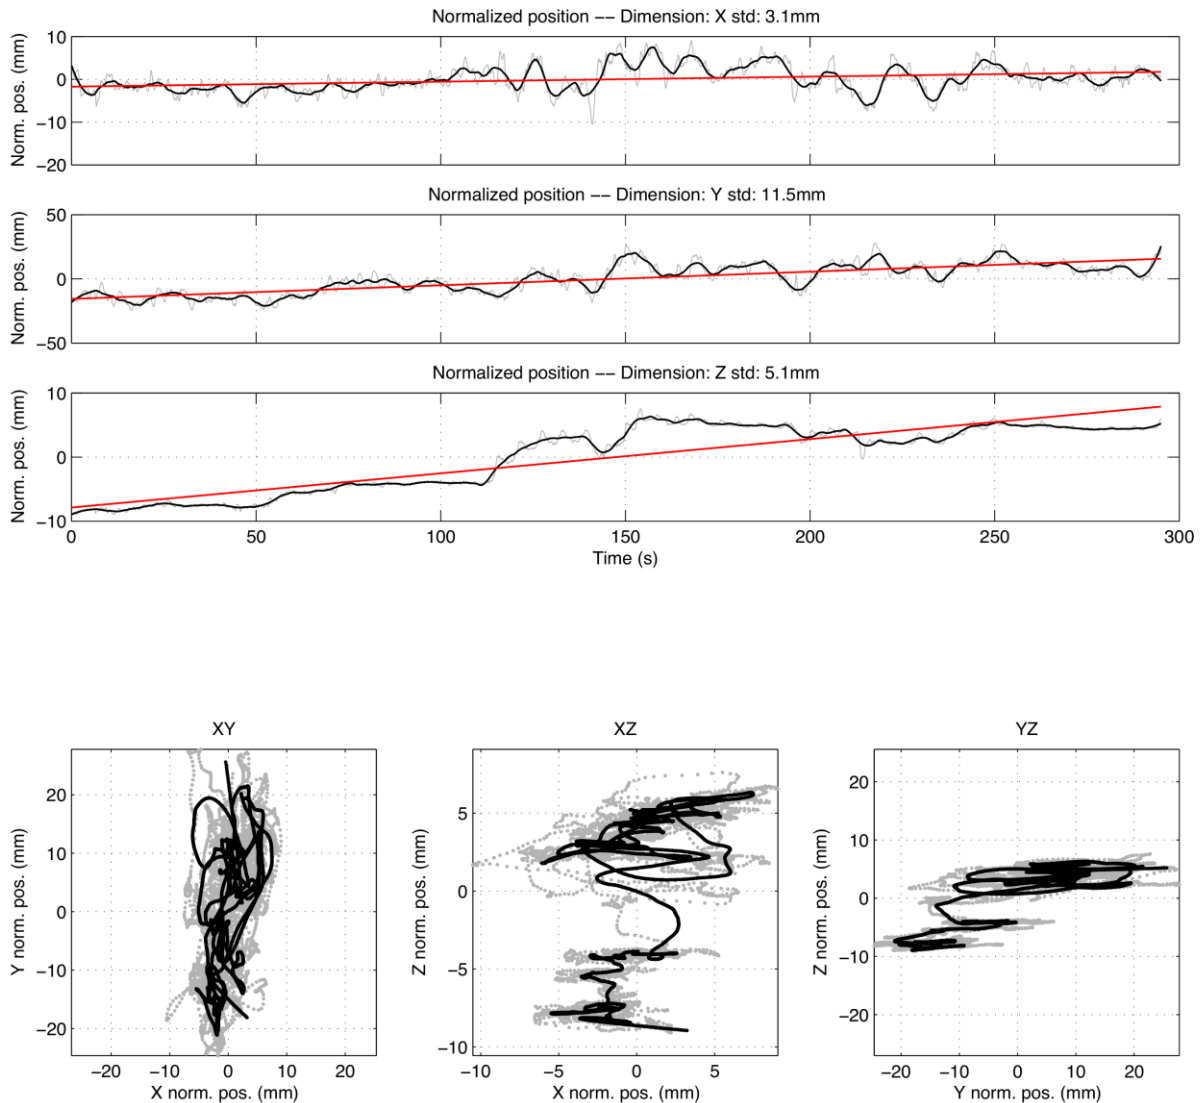 Normalized position −− Dimension: X std: 3.1mm
Norm. pos. (mm)
10
0
−10
−20
Normalized position −− Dimension: Y std: 11.5mm
Norm. pos. (mm)
50
0
−50
Normalized position −− Dimension: Z std: 5.1mm
Norm. pos. (mm)
10
0
−10
0 50 100 150 200 250 300
Time (s)
XY
Y norm. pos. (mm)
20
10
0
−10
−20
−20 −10 0 10 20
X norm. pos. (mm)
XZ
Z norm. pos. (mm)
5
0
−5
−10
−10 −5 0 5
X norm. pos. (mm)
YZ
Z norm. pos. (mm)
20
10
0
−10
−20
−20 −10 0 10 20
Y norm. pos. (mm)